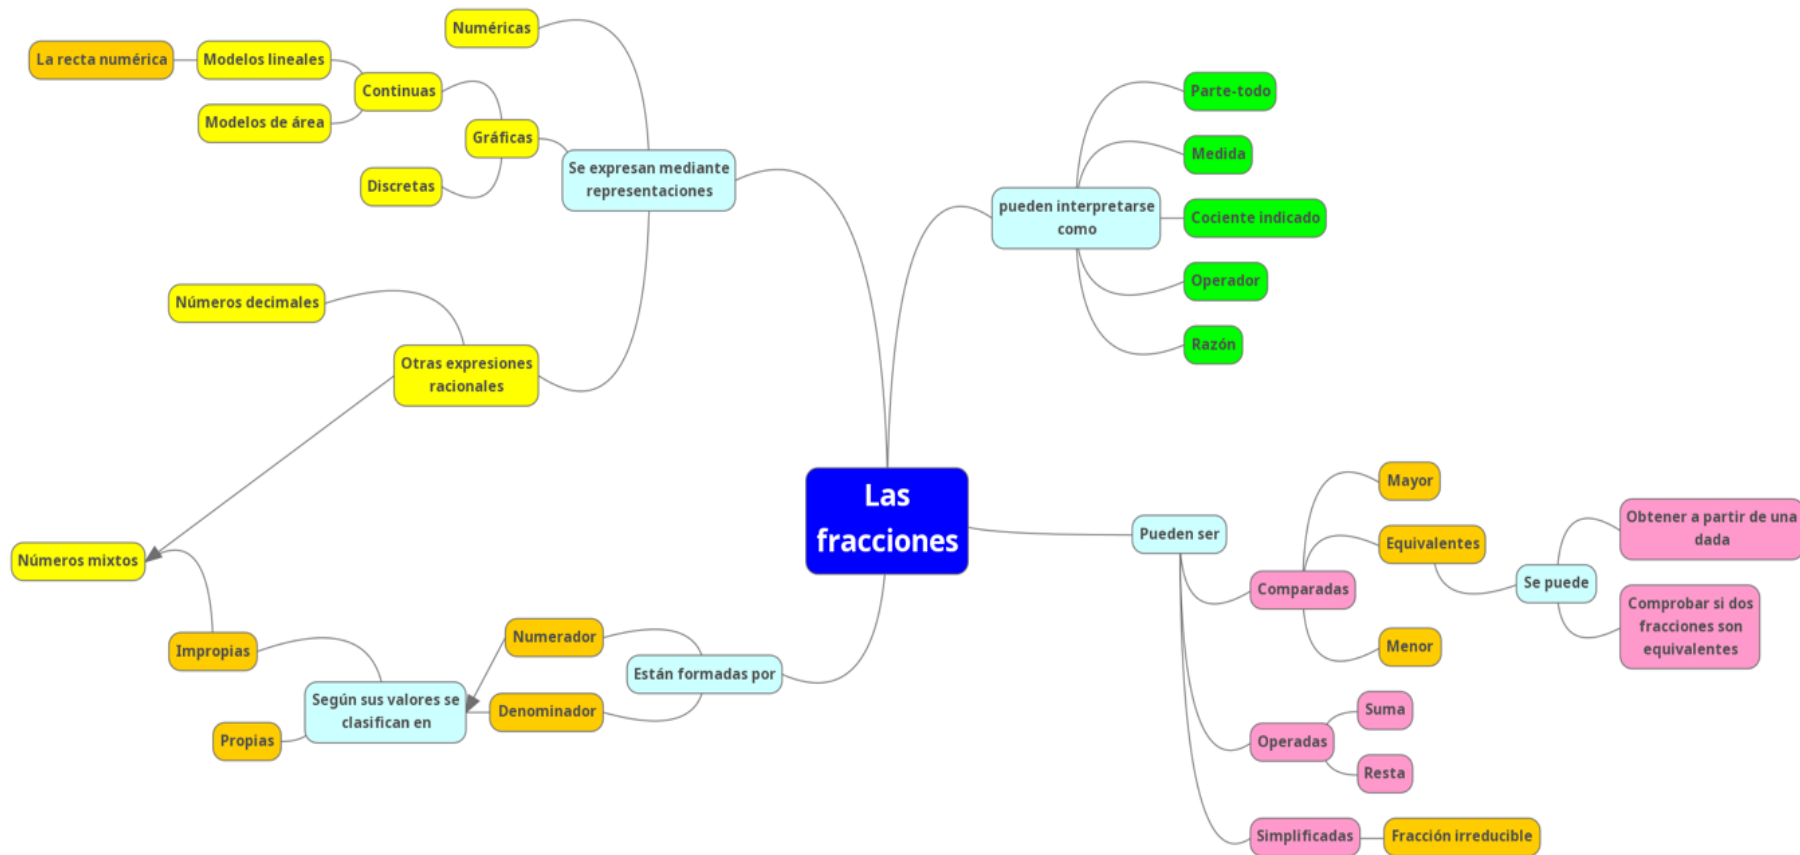 Numéricas
La recta numérica
Modelos lineales
Continuas
Modelos de área
Gráficas
Discretas
Se expresan mediante
representaciones
Números decimales
Otras expresiones
racionales
Números mixtos
Parte-todo
Medida
pueden interpretarse
como
Cociente indicado
Operador
Razón
Las
fracciones
Pueden ser
Mayor
Equivalentes
Comparadas
Menor
Se puede
Obtener a partir de una
dada
Comprobar si dos
fracciones son
equivalentes
Suma
Operadas
Resta
Simplificadas
Fracción irreducible
Están formadas por
Numerador
Denominador
Según sus valores se
clasifican en
Impropias
Propias